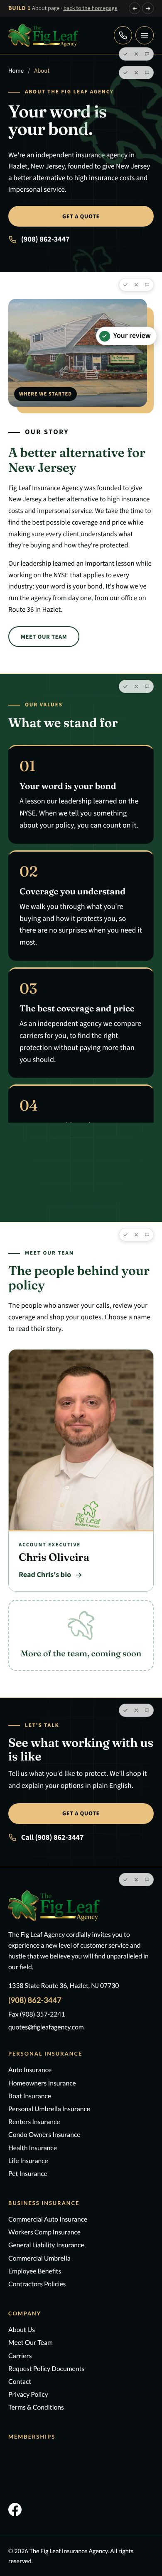 BUILD 1 About page · back to the homepage
The
Fig Leaf
Home / About
ABOUT THE FIG LEAF AGENCY
Your word is
your bond.
We're an independent insurance agency in
Hazlet, New Jersey, founded to give New Jersey
a better alternative to high insurance costs and
impersonal service.
GET A QUOTE
(908) 862-3447
Your review
WHERE WE STARTED
OUR STORY
A better alternative for
New Jersey
Fig Leaf Insurance Agency was founded to give
New Jersey a better alternative to high insurance
costs and impersonal service. We take the time to
find the best possible coverage and price while
making sure every client understands what
they're buying and how they're protected.
Our leadership learned an important lesson while
working on the NYSE that applies to every
industry: your word is your bond. It's how we've
run the agency from day one, from our office on
Route 36 in Hazlet.
MEET OUR TEAM
OUR VALUES
What we stand for
01
Your word is your bond
A lesson our leadership learned on the
NYSE. When we tell you something
about your policy, you can count on it.
02
Coverage you understand
We walk you through what you're
buying and how it protects you, so
there are no surprises when you need it
most.
03
The best coverage and price
As an independent agency we compare
carriers for you, to find the right
protection without paying more than
you should.
04
MEET OUR TEAM
The people behind your
policy
The people who answer your calls, review your
coverage and shop your quotes. Choose a name
to read their story.
Fig Leaf
ACCOUNT EXECUTIVE
Chris Oliveira
Read Chris's bio →
More of the team, coming soon
LET'S TALK
See what working with us
is like
Tell us what you'd like to protect. We'll shop it
and explain your options in plain English.
GET A QUOTE
Call (908) 862-3447
The
Fig Leaf
The Fig Leaf Agency cordially invites you to
experience a new level of customer service and
hustle that we believe you will find unparalleled in
our field.
1338 State Route 36, Hazlet, NJ 07730
(908) 862-3447
Fax (908) 357-2241
quotes@figleafagency.com
PERSONAL INSURANCE
Auto Insurance
Homeowners Insurance
Boat Insurance
Personal Umbrella Insurance
Renters Insurance
Condo Owners Insurance
Health Insurance
Life Insurance
Pet Insurance
BUSINESS INSURANCE
Commercial Auto Insurance
Workers Comp Insurance
General Liability Insurance
Commercial Umbrella
Employee Benefits
Contractors Policies
COMPANY
About Us
Meet Our Team
Carriers
Request Policy Documents
Contact
Privacy Policy
Terms & Conditions
MEMBERSHIPS
© 2026 The Fig Leaf Insurance Agency. All rights
reserved.